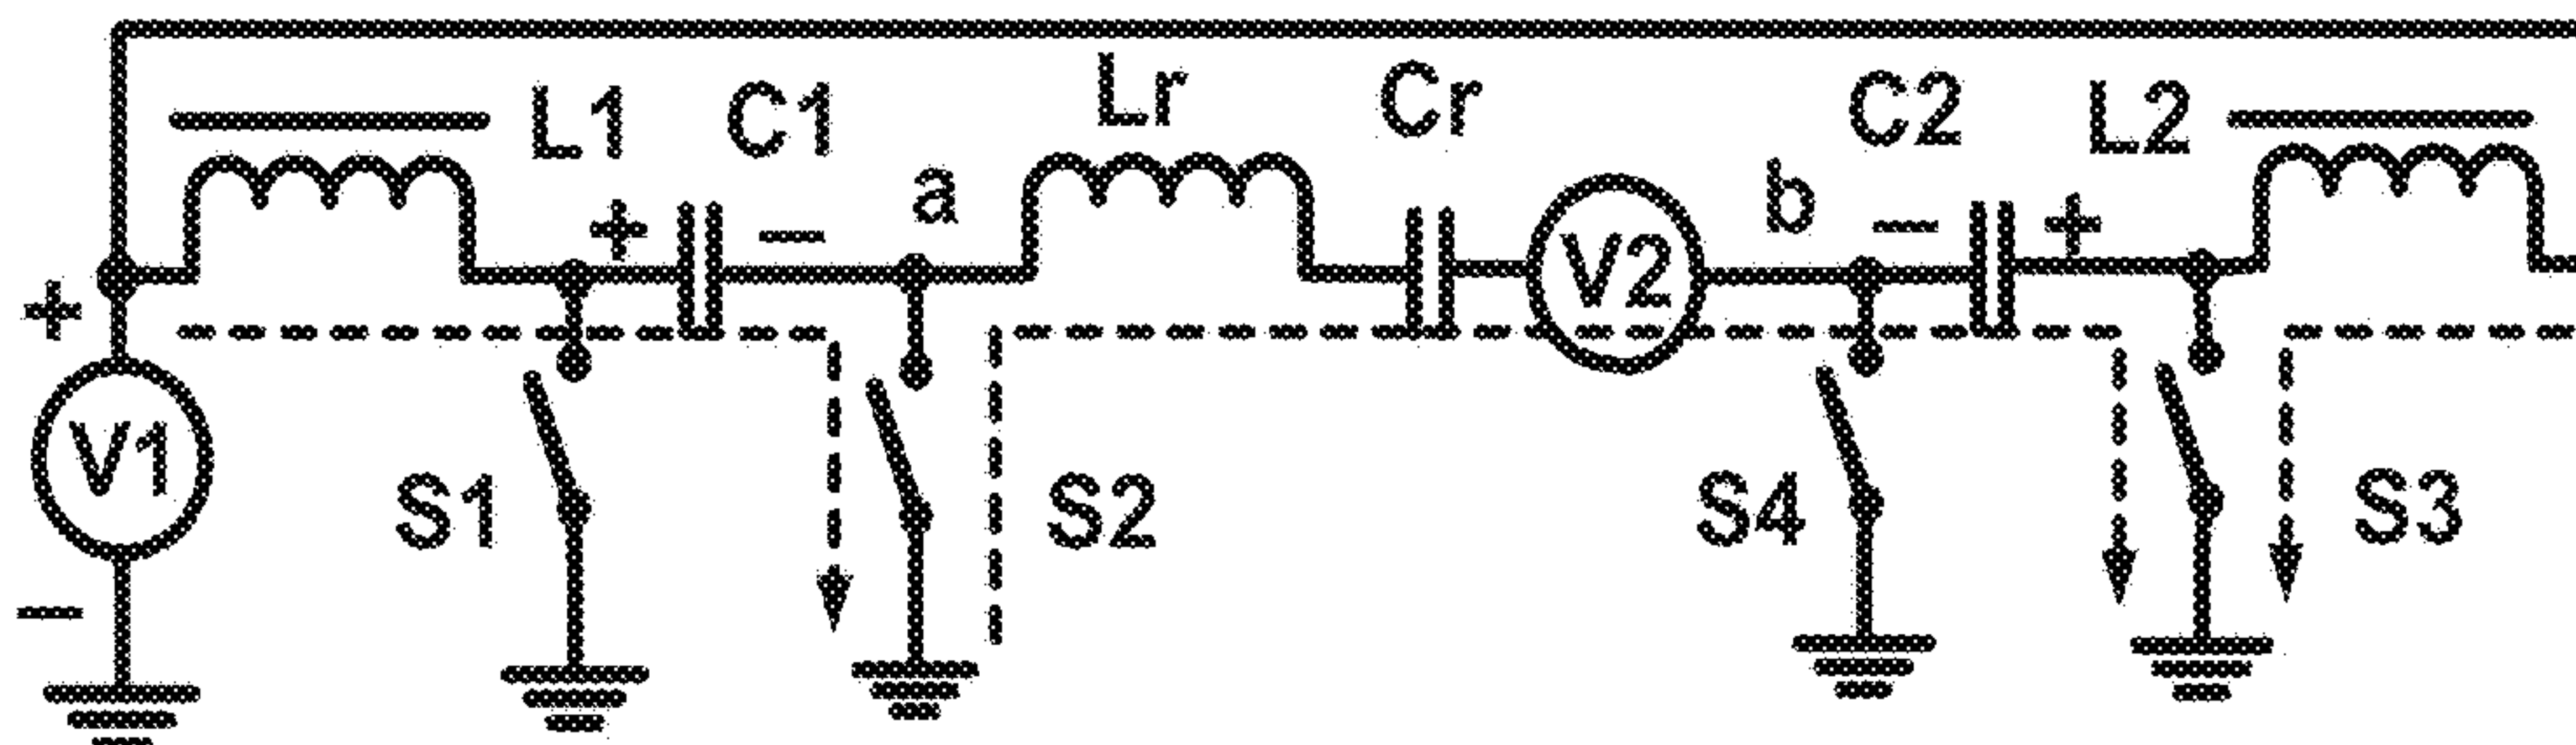 L1 C1 Lr Cr C2 L2
+ − a b − +
+ V2
V1 S1 S2 S4 S3
−